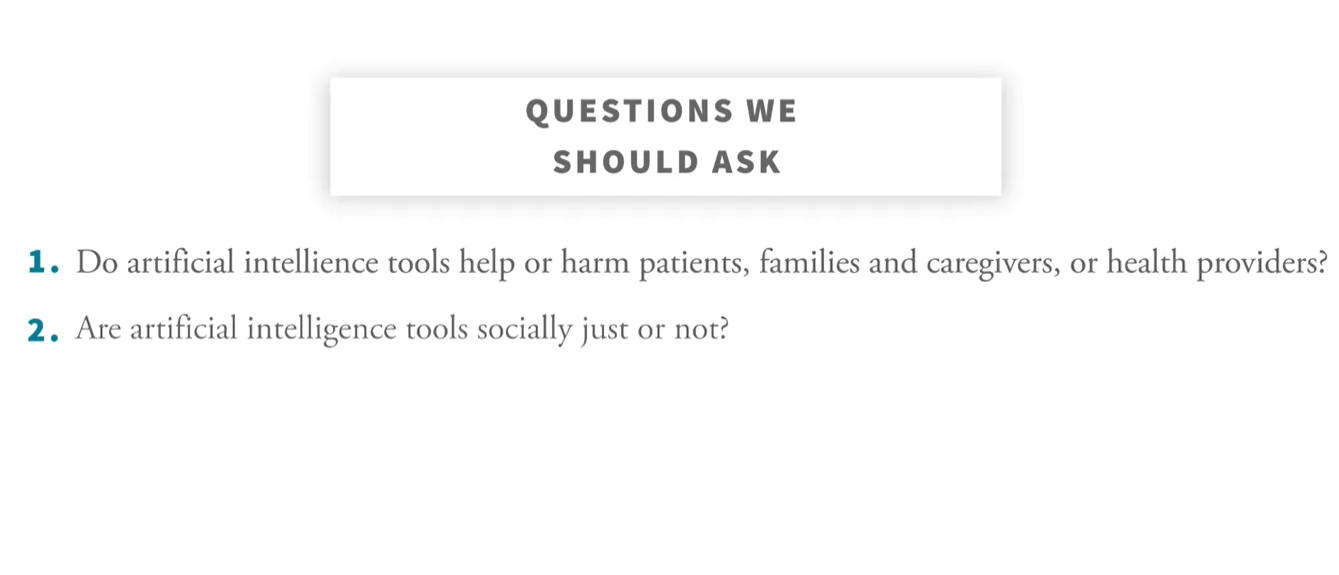 QUESTIONS WE
SHOULD ASK
1. Do artificial intellience tools help or harm patients, families and caregivers, or health providers?
2. Are artificial intelligence tools socially just or not?